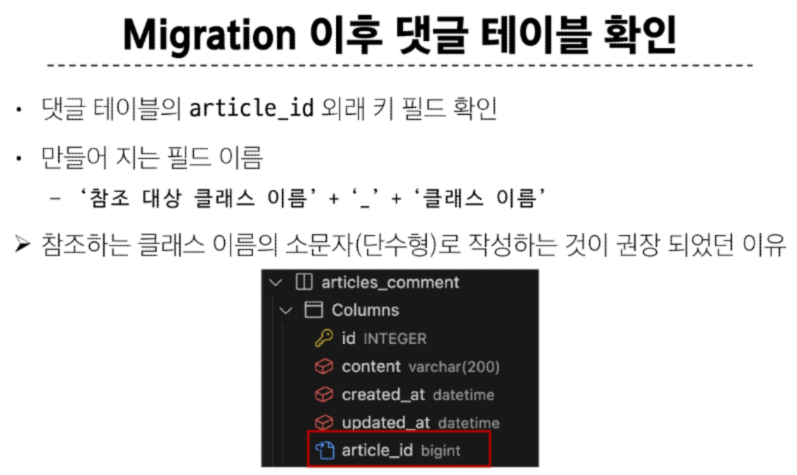 Migration 이후 댓글 테이블 확인
• 댓글 테이블의 article_id 외래 키 필드 확인
• 만들어 지는 필드 이름
– ‘참조 대상 클래스 이름’ + ‘_’ + ‘클래스 이름’
➢ 참조하는 클래스 이름의 소문자(단수형)로 작성하는 것이 권장 되었던 이유
articles_comment
Columns
id INTEGER
content varchar(200)
created_at datetime
updated_at datetime
article_id bigint